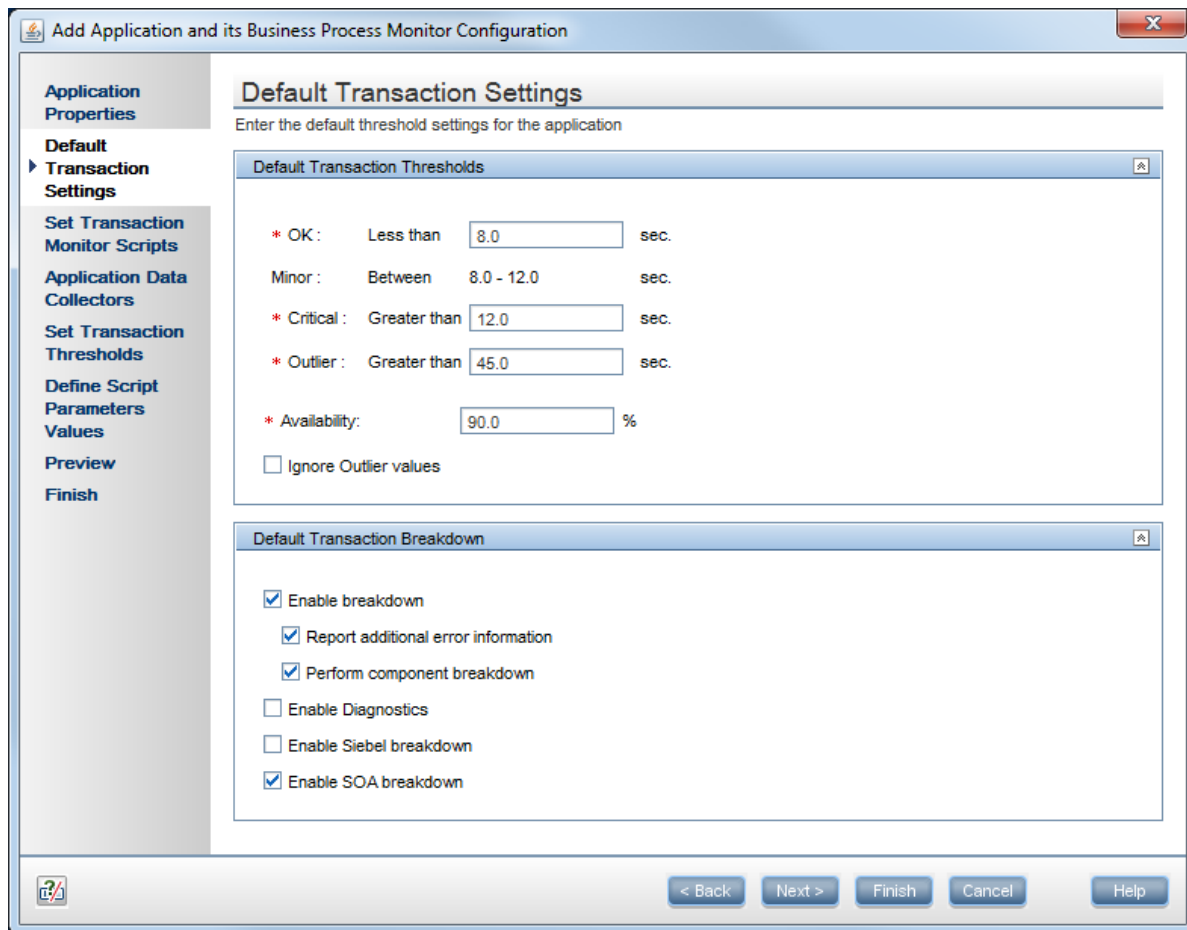 Add Application and its Business Process Monitor Configuration
Application
Properties
Default
Transaction
Settings
Set Transaction
Monitor Scripts
Application Data
Collectors
Set Transaction
Thresholds
Define Script
Parameters
Values
Preview
Finish
Default Transaction Settings
Enter the default threshold settings for the application
Default Transaction Thresholds
* OK : Less than 8.0 sec.
Minor : Between 8.0 - 12.0 sec.
* Critical : Greater than 12.0 sec.
* Outlier : Greater than 45.0 sec.
* Availability: 90.0 %
Ignore Outlier values
Default Transaction Breakdown
Enable breakdown
Report additional error information
Perform component breakdown
Enable Diagnostics
Enable Siebel breakdown
Enable SOA breakdown
< Back Next > Finish Cancel Help